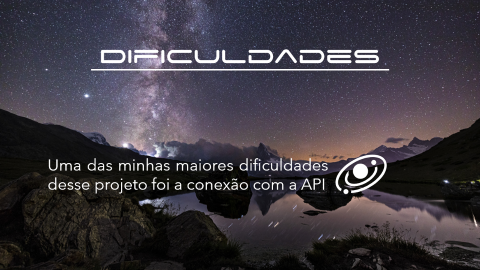 DIFICULDADES
Uma das minhas maiores dificuldades
desse projeto foi a conexão com a API